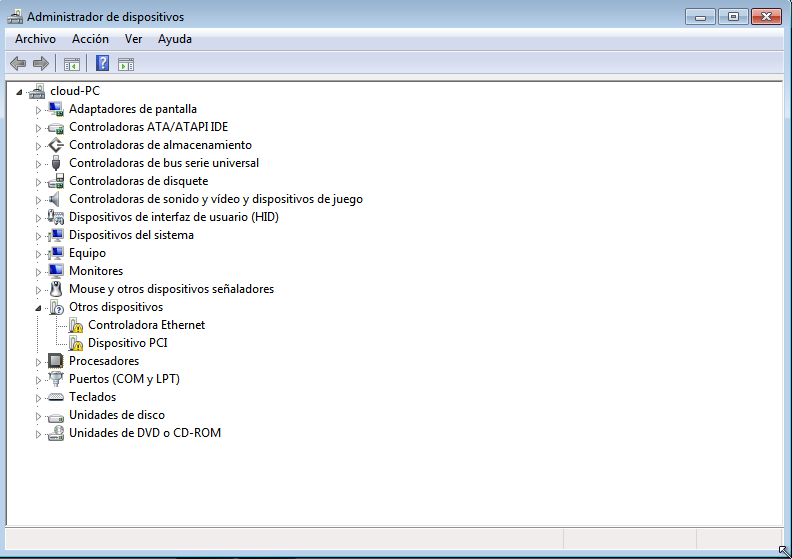 Administrador de dispositivos
Archivo Acción Ver Ayuda
cloud-PC
Adaptadores de pantalla
Controladoras ATA/ATAPI IDE
Controladoras de almacenamiento
Controladoras de bus serie universal
Controladoras de disquete
Controladoras de sonido y vídeo y dispositivos de juego
Dispositivos de interfaz de usuario (HID)
Dispositivos del sistema
Equipo
Monitores
Mouse y otros dispositivos señaladores
Otros dispositivos
Controladora Ethernet
Dispositivo PCI
Procesadores
Puertos (COM y LPT)
Teclados
Unidades de disco
Unidades de DVD o CD-ROM